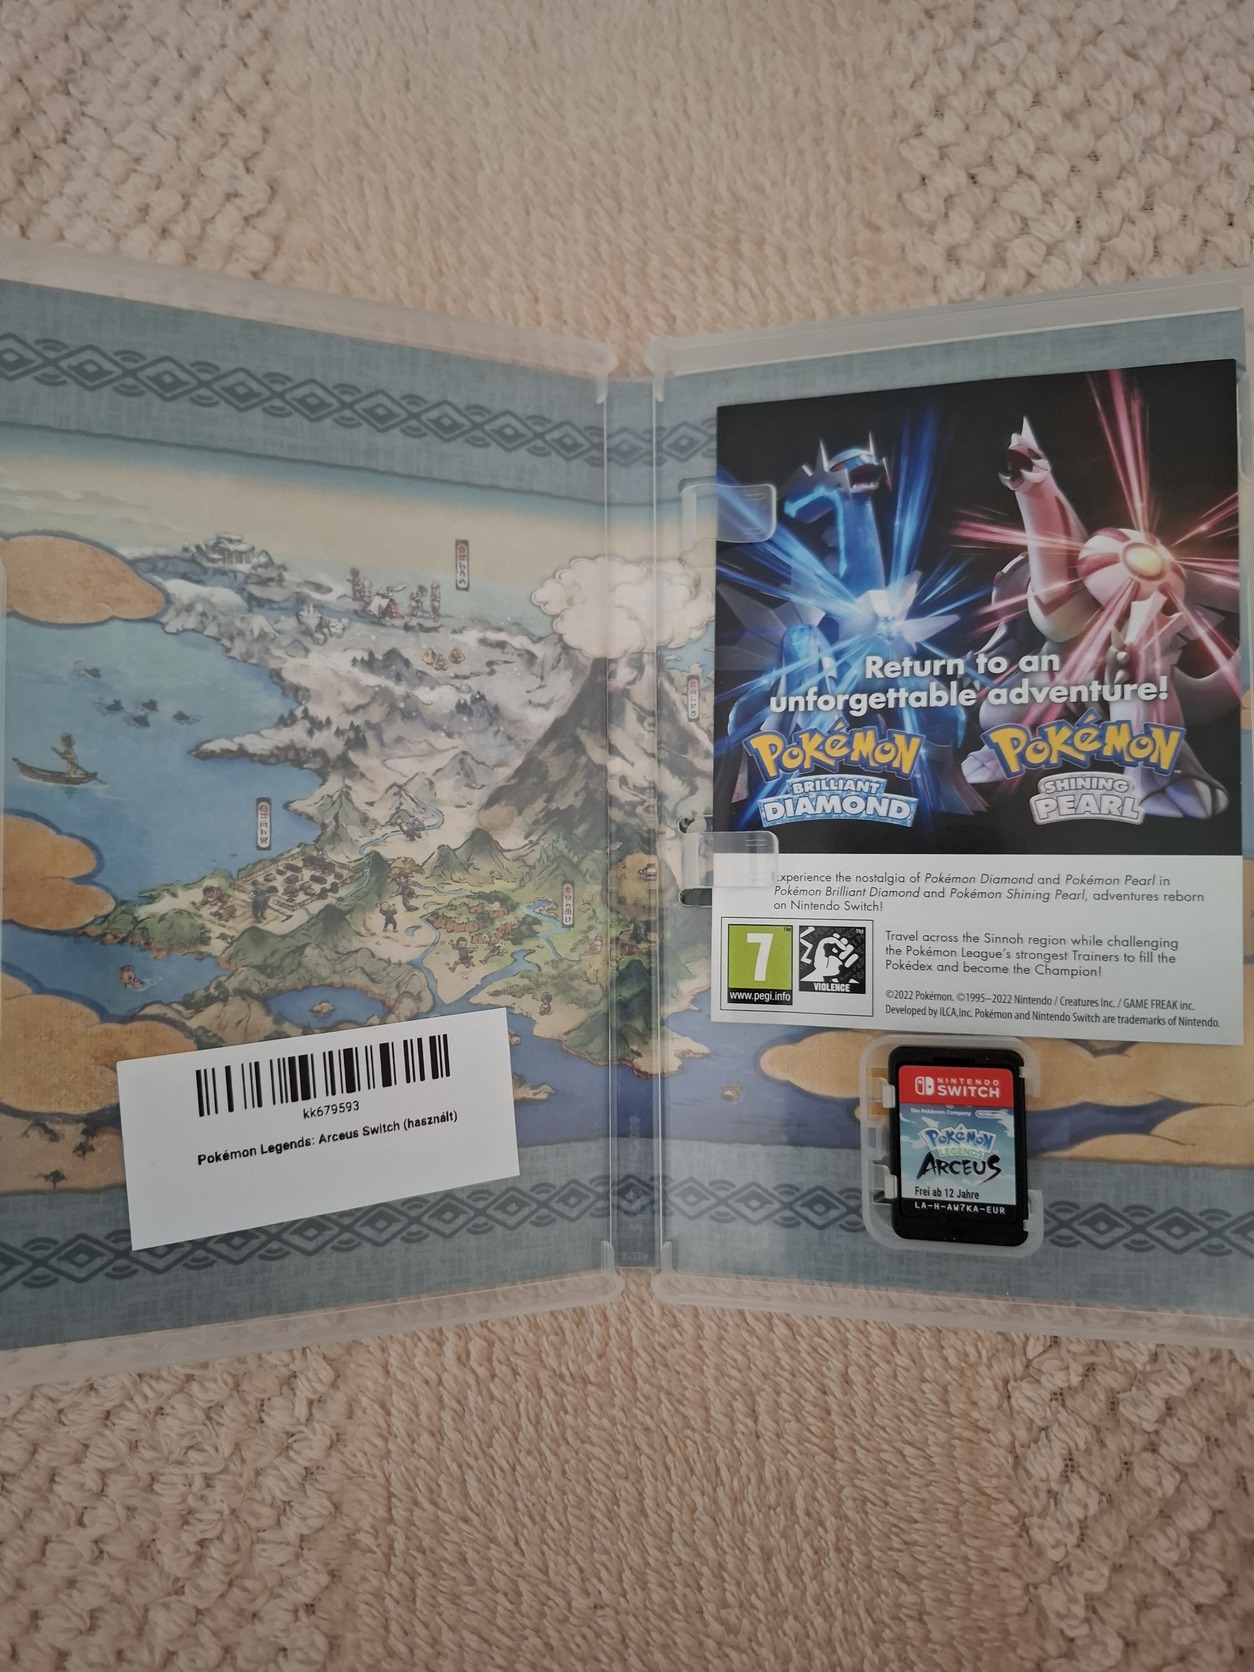 Return to an
unforgettable adventure!
POKéMON
BRILLIANT
DIAMOND
POKéMON
SHINING
PEARL
Experience the nostalgia of Pokémon Diamond and Pokémon Pearl in
Pokémon Brilliant Diamond and Pokémon Shining Pearl, adventures reborn
on Nintendo Switch!
7
www.pegi.info
VIOLENCE
Travel across the Sinnoh region while challenging
the Pokémon League's strongest Trainers to fill the
Pokédex and become the Champion!
©2022 Pokémon. ©1995–2022 Nintendo / Creatures Inc. / GAME FREAK inc.
Developed by ILCA,Inc. Pokémon and Nintendo Switch are trademarks of Nintendo.
kk679593
Pokémon Legends: Arceus Switch (használt)
NINTENDO
SWITCH
The Pokémon Company
Nintendo
POKéMON
LEGENDS
ARCEUS
Frei ab 12 Jahre
LA-H-AW7KA-EUR